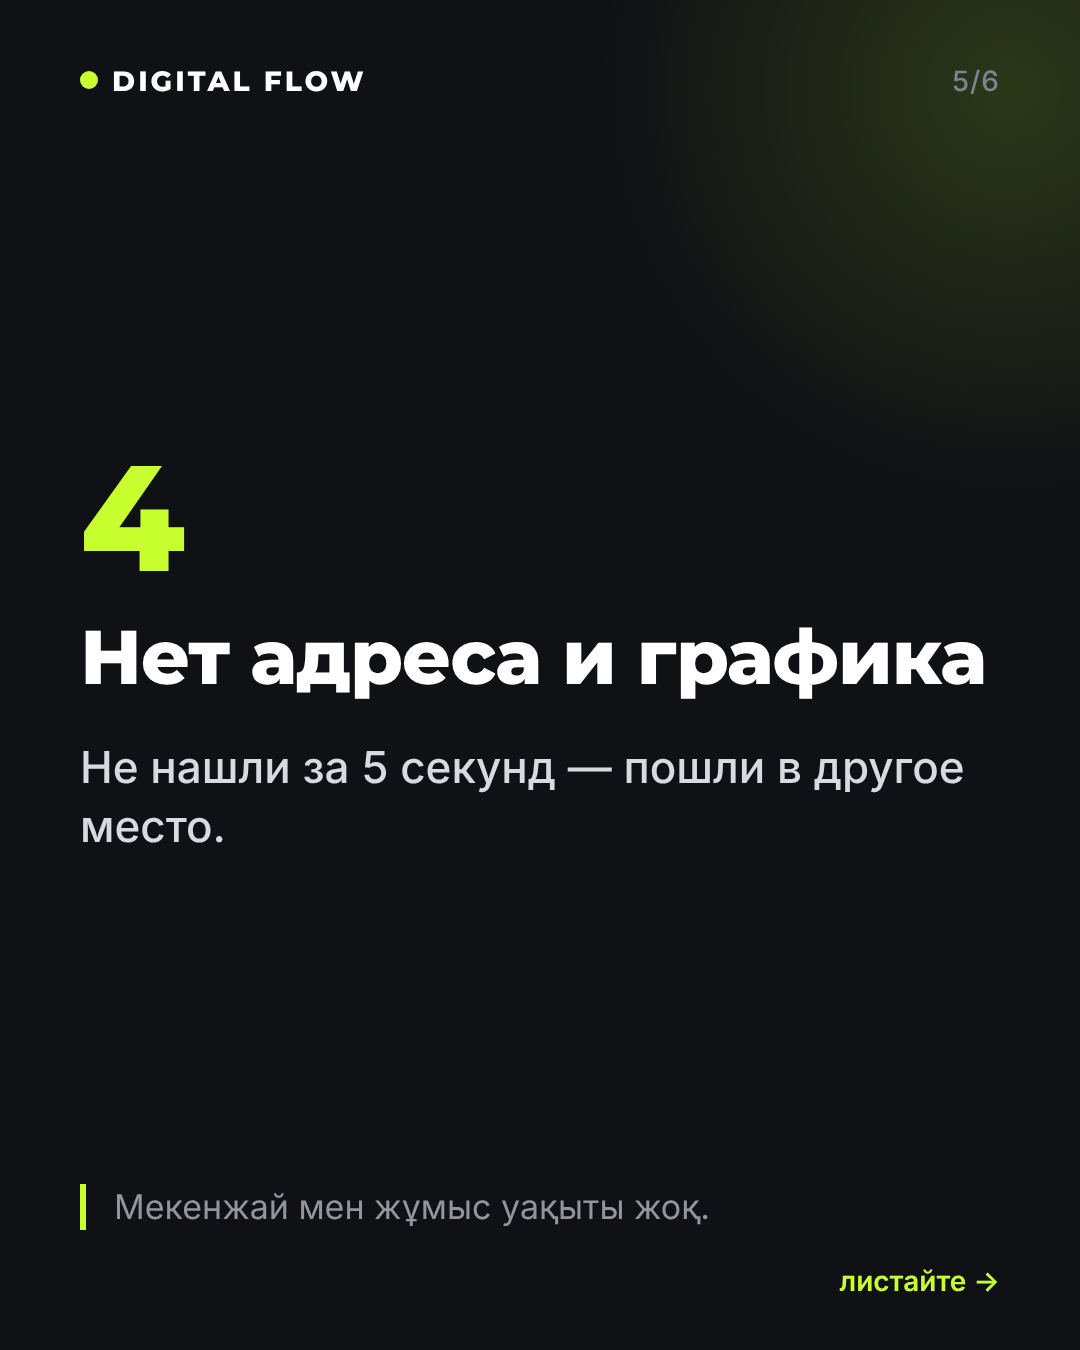 DIGITAL FLOW
5/6
4
Нет адреса и графика
Не нашли за 5 секунд — пошли в другое
место.
Мекенжай мен жұмыс уақыты жоқ.
листайте →